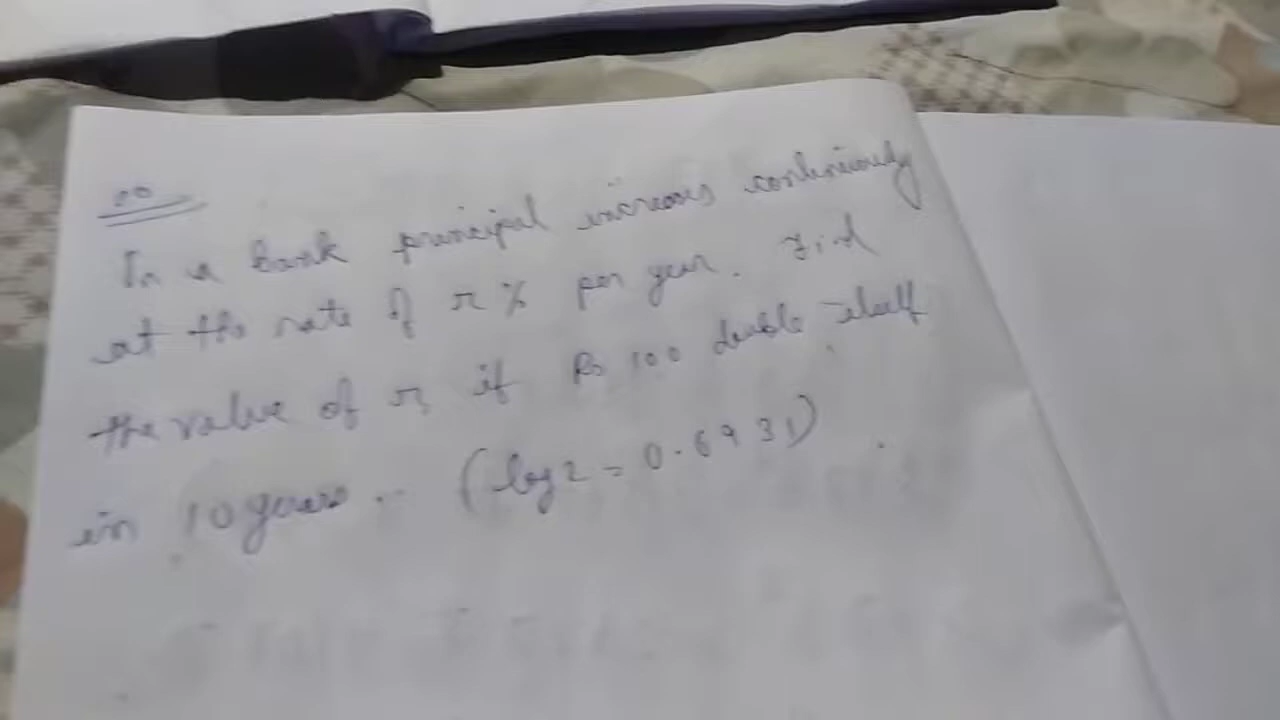 In a bank principal increases continuously
at the rate of r % per year. Find
the value of r, if Rs 100 double itself
in 10 years. (log 2 = 0.6931)